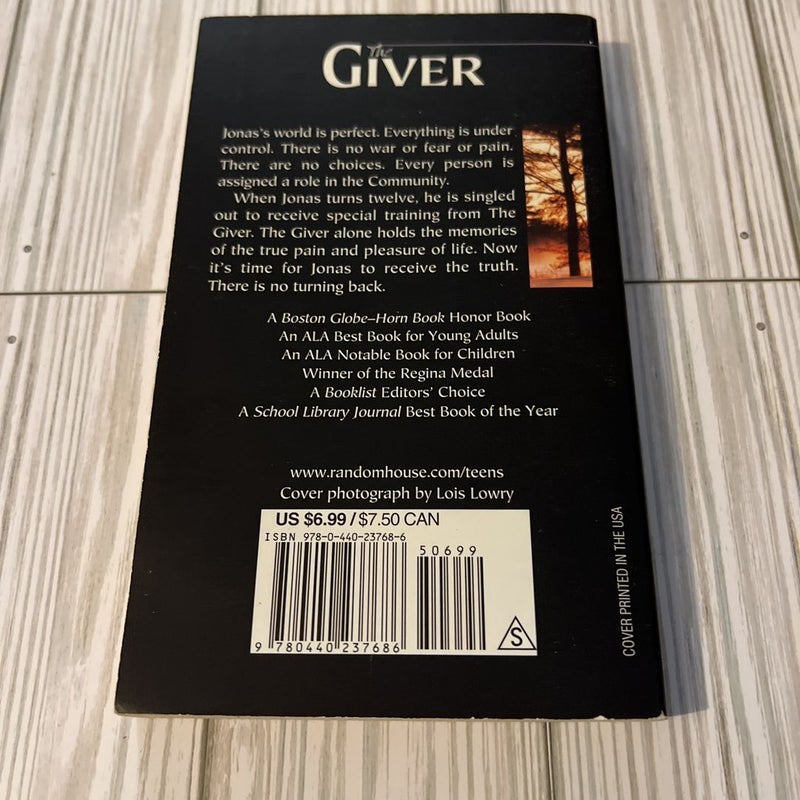 The
GIVER
Jonas's world is perfect. Everything is under
control. There is no war or fear or pain.
There are no choices. Every person is
assigned a role in the Community.
When Jonas turns twelve, he is singled
out to receive special training from The
Giver. The Giver alone holds the memories
of the true pain and pleasure of life. Now
it's time for Jonas to receive the truth.
There is no turning back.
A Boston Globe–Horn Book Honor Book
An ALA Best Book for Young Adults
An ALA Notable Book for Children
Winner of the Regina Medal
A Booklist Editors' Choice
A School Library Journal Best Book of the Year
www.randomhouse.com/teens
Cover photograph by Lois Lowry
US $6.99 / $7.50 CAN
ISBN 978-0-440-23768-6
50699
9 780440 237686
S
COVER PRINTED IN THE USA